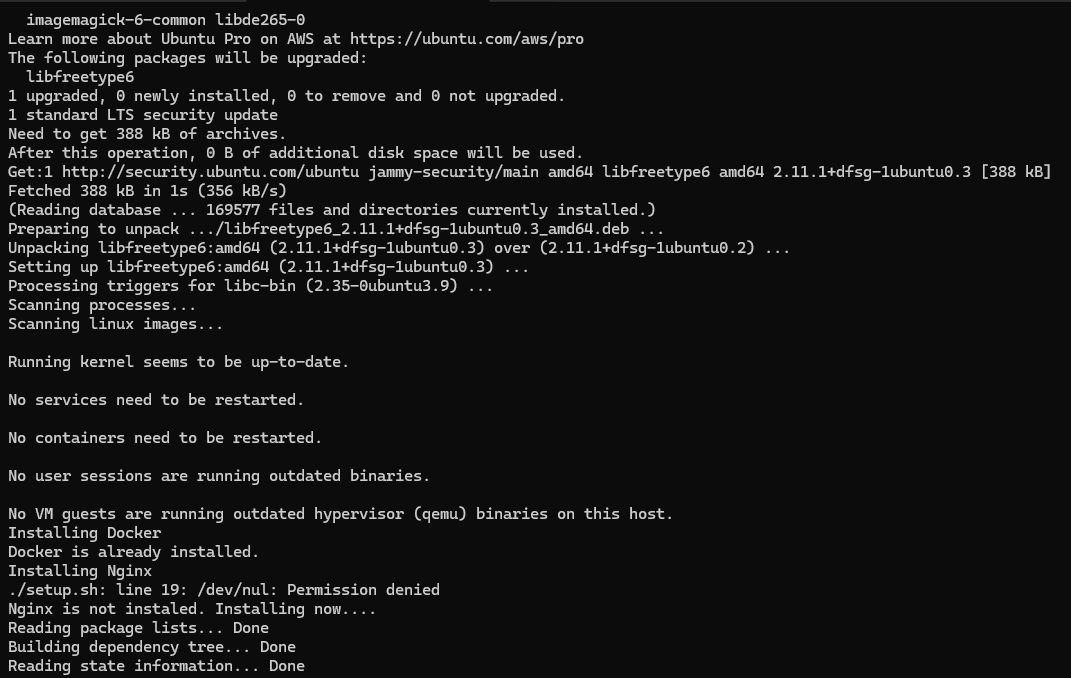 imagemagick-6-common libde265-0
Learn more about Ubuntu Pro on AWS at https://ubuntu.com/aws/pro
The following packages will be upgraded:
libfreetype6
1 upgraded, 0 newly installed, 0 to remove and 0 not upgraded.
1 standard LTS security update
Need to get 388 kB of archives.
After this operation, 0 B of additional disk space will be used.
Get:1 http://security.ubuntu.com/ubuntu jammy-security/main amd64 libfreetype6 amd64 2.11.1+dfsg-1ubuntu0.3 [388 kB]
Fetched 388 kB in 1s (356 kB/s)
(Reading database ... 169577 files and directories currently installed.)
Preparing to unpack .../libfreetype6_2.11.1+dfsg-1ubuntu0.3_amd64.deb ...
Unpacking libfreetype6:amd64 (2.11.1+dfsg-1ubuntu0.3) over (2.11.1+dfsg-1ubuntu0.2) ...
Setting up libfreetype6:amd64 (2.11.1+dfsg-1ubuntu0.3) ...
Processing triggers for libc-bin (2.35-0ubuntu3.9) ...
Scanning processes...
Scanning linux images...
Running kernel seems to be up-to-date.
No services need to be restarted.
No containers need to be restarted.
No user sessions are running outdated binaries.
No VM guests are running outdated hypervisor (qemu) binaries on this host.
Installing Docker
Docker is already installed.
Installing Nginx
./setup.sh: line 19: /dev/nul: Permission denied
Nginx is not instaled. Installing now....
Reading package lists... Done
Building dependency tree... Done
Reading state information... Done